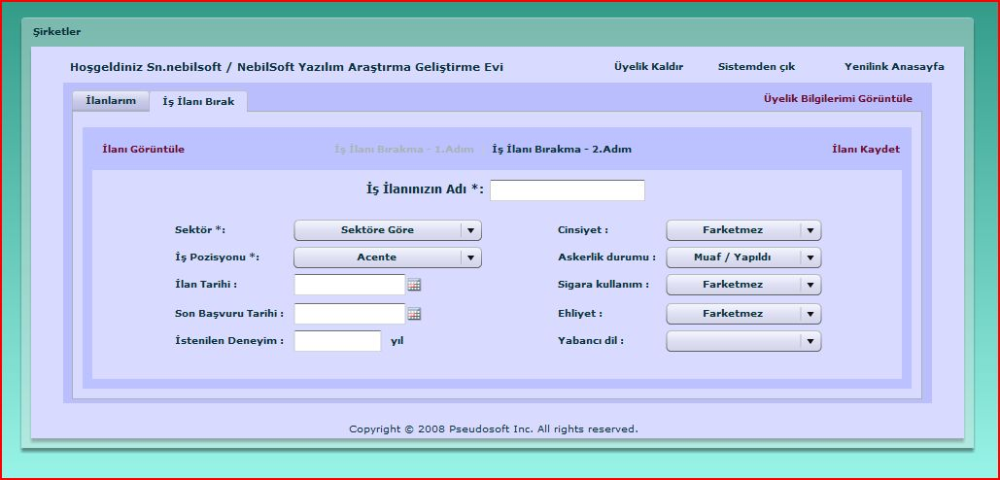 Şirketler
Hoşgeldiniz Sn.nebilsoft / NebilSoft Yazılım Araştırma Geliştirme Evi Üyelik Kaldır Sistemden çık Yenilink Anasayfa
İlanlarım İş İlanı Bırak Üyelik Bilgilerimi Görüntüle
İlanı Görüntüle İş İlanı Bırakma - 1.Adım İş İlanı Bırakma - 2.Adım İlanı Kaydet
İş İlanınızın Adı *:
Sektör *: Sektöre Göre Cinsiyet : Farketmez
İş Pozisyonu *: Acente Askerlik durumu : Muaf / Yapıldı
İlan Tarihi : Sigara kullanım : Farketmez
Son Başvuru Tarihi : Ehliyet : Farketmez
İstenilen Deneyim : yıl Yabancı dil :
Copyright © 2008 Pseudosoft Inc. All rights reserved.